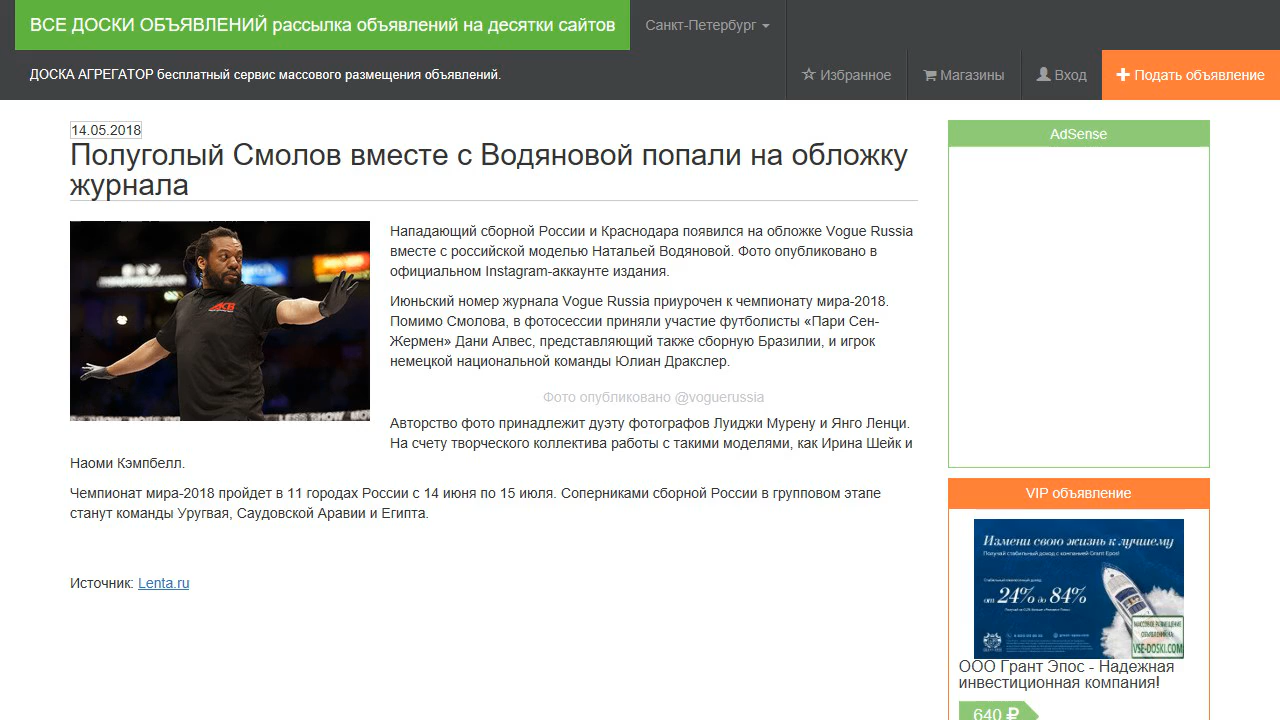 ВСЕ ДОСКИ ОБЪЯВЛЕНИЙ рассылка объявлений на десятки сайтов
Санкт-Петербург
ДОСКА АГРЕГАТОР бесплатный сервис массового размещения объявлений.
Избранное
Магазины
Вход
Подать объявление
14.05.2018
Полуголый Смолов вместе с Водяновой попали на обложку
журнала
Нападающий сборной России и Краснодара появился на обложке Vogue Russia
вместе с российской моделью Натальей Водяновой. Фото опубликовано в
официальном Instagram-аккаунте издания.
Июньский номер журнала Vogue Russia приурочен к чемпионату мира-2018.
Помимо Смолова, в фотосессии приняли участие футболисты «Пари Сен-
Жермен» Дани Алвес, представляющий также сборную Бразилии, и игрок
немецкой национальной команды Юлиан Дракслер.
Фото опубликовано @voguerussia
Авторство фото принадлежит дуэту фотографов Луиджи Мурену и Янго Ленци.
На счету творческого коллектива работы с такими моделями, как Ирина Шейк и
Наоми Кэмпбелл.
Чемпионат мира-2018 пройдет в 11 городах России с 14 июня по 15 июля. Соперниками сборной России в групповом этапе
станут команды Уругвая, Саудовской Аравии и Египта.
Источник: Lenta.ru
AdSense
VIP объявление
Измени свою жизнь к лучшему
Получай стабильный доход с компанией Grant Epos!
от 24% до 84%
МАССОВОЕ РАЗМЕЩЕНИЕ
ОБЪЯВЛЕНИЙ НА
VSE-DOSKI.COM
ООО Грант Эпос - Надежная
инвестиционная компания!
640 ₽